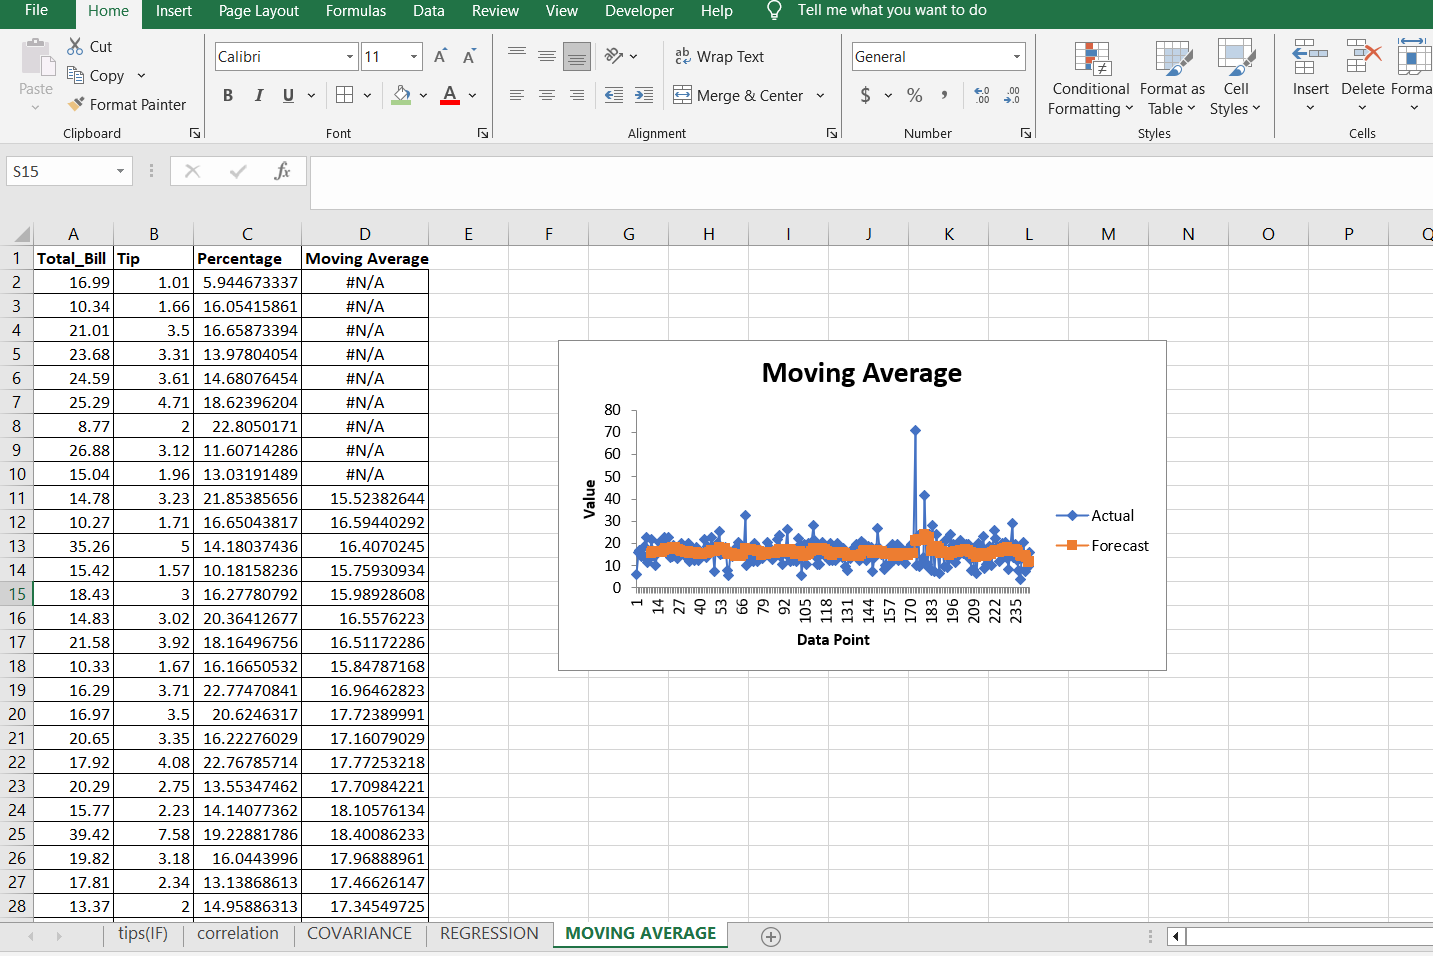 File Home Insert Page Layout Formulas Data Review View Developer Help Tell me what you want to do
Paste
Cut
Copy
Format Painter
Clipboard
Calibri 11 A A
B I U A
Font
ab Wrap Text
Merge & Center
Alignment
General
$ % , .0 .00 .00 .0
Number
Conditional Formatting
Format as Table
Cell Styles
Styles
Insert Delete Forma
Cells
S15 fx
A B C D E F G H I J K L M N O P Q
1 Total_Bill Tip Percentage Moving Average
2 16.99 1.01 5.944673337 #N/A
3 10.34 1.66 16.05415861 #N/A
4 21.01 3.5 16.65873394 #N/A
5 23.68 3.31 13.97804054 #N/A
6 24.59 3.61 14.68076454 #N/A
7 25.29 4.71 18.62396204 #N/A
8 8.77 2 22.8050171 #N/A
9 26.88 3.12 11.60714286 #N/A
10 15.04 1.96 13.03191489 #N/A
11 14.78 3.23 21.85385656 15.52382644
12 10.27 1.71 16.65043817 16.59440292
13 35.26 5 14.18037436 16.4070245
14 15.42 1.57 10.18158236 15.75930934
15 18.43 3 16.27780792 15.98928608
16 14.83 3.02 20.36412677 16.5576223
17 21.58 3.92 18.16496756 16.51172286
18 10.33 1.67 16.16650532 15.84787168
19 16.29 3.71 22.77470841 16.96462823
20 16.97 3.5 20.6246317 17.72389991
21 20.65 3.35 16.22276029 17.16079029
22 17.92 4.08 22.76785714 17.77253218
23 20.29 2.75 13.55347462 17.70984221
24 15.77 2.23 14.14077362 18.10576134
25 39.42 7.58 19.22881786 18.40086233
26 19.82 3.18 16.0443996 17.96888961
27 17.81 2.34 13.13868613 17.46626147
28 13.37 2 14.95886313 17.34549725
Moving Average
80
70
60
50
40
30
20
10
0
Value
1 14 27 40 53 66 79 92 105 118 131 144 157 170 183 196 209 222 235
Data Point
Actual
Forecast
tips(IF) correlation COVARIANCE REGRESSION MOVING AVERAGE